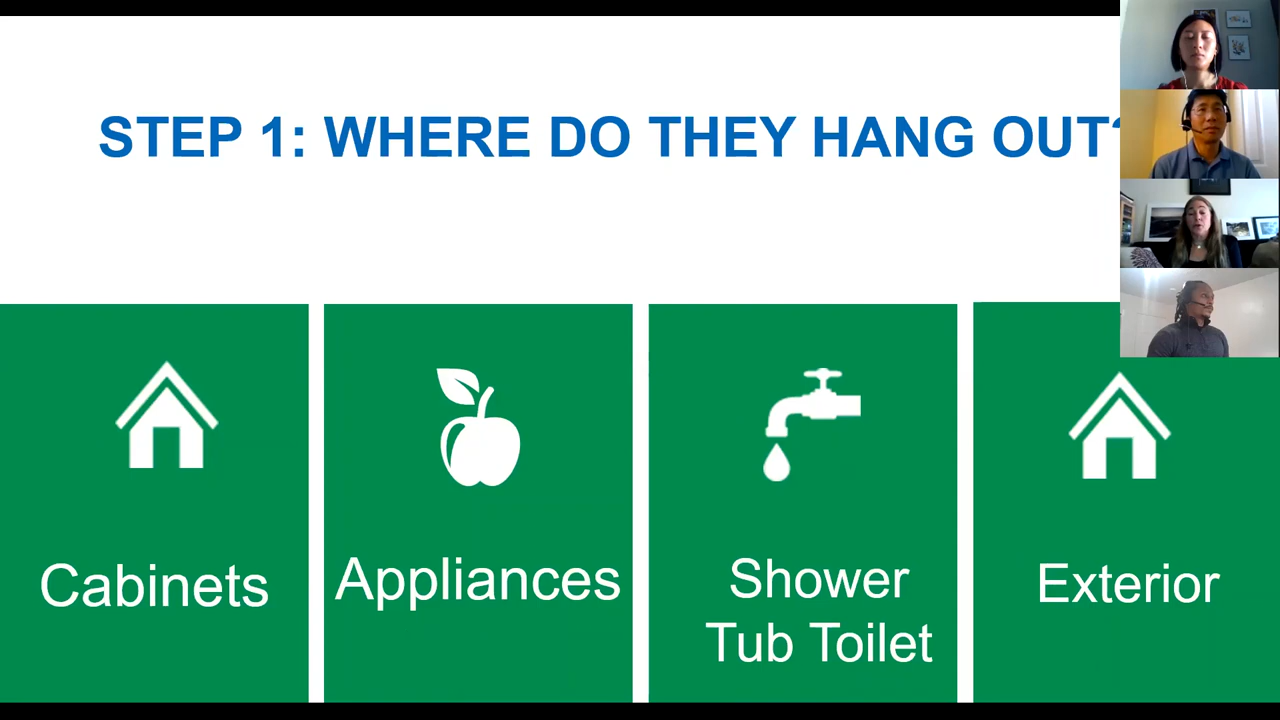 STEP 1: WHERE DO THEY HANG OUT?
Cabinets
Appliances
Shower
Tub Toilet
Exterior